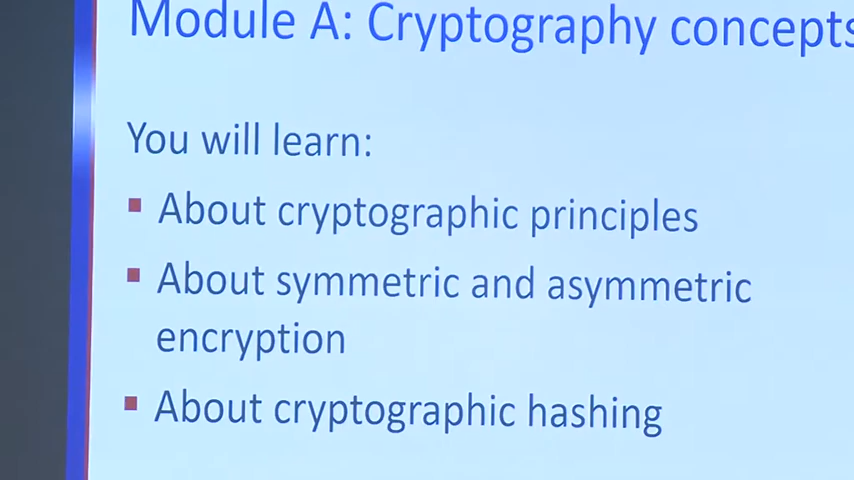 Module A: Cryptography concepts
You will learn:
▪ About cryptographic principles
▪ About symmetric and asymmetric
encryption
▪ About cryptographic hashing